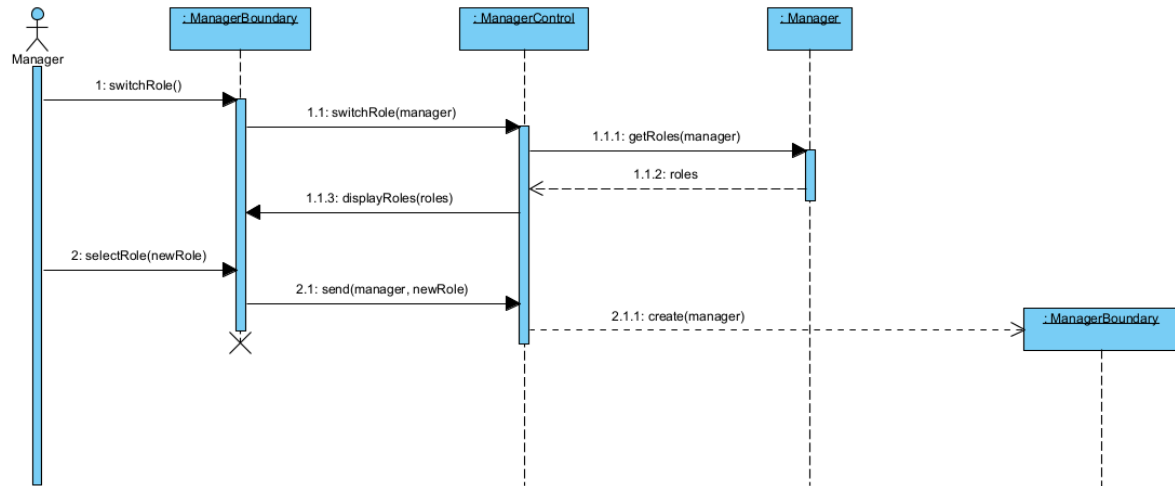 : ManagerBoundary
: ManagerControl
: Manager
Manager
1: switchRole()
1.1: switchRole(manager)
1.1.1: getRoles(manager)
1.1.2: roles
1.1.3: displayRoles(roles)
2: selectRole(newRole)
2.1: send(manager, newRole)
2.1.1: create(manager)
: ManagerBoundary